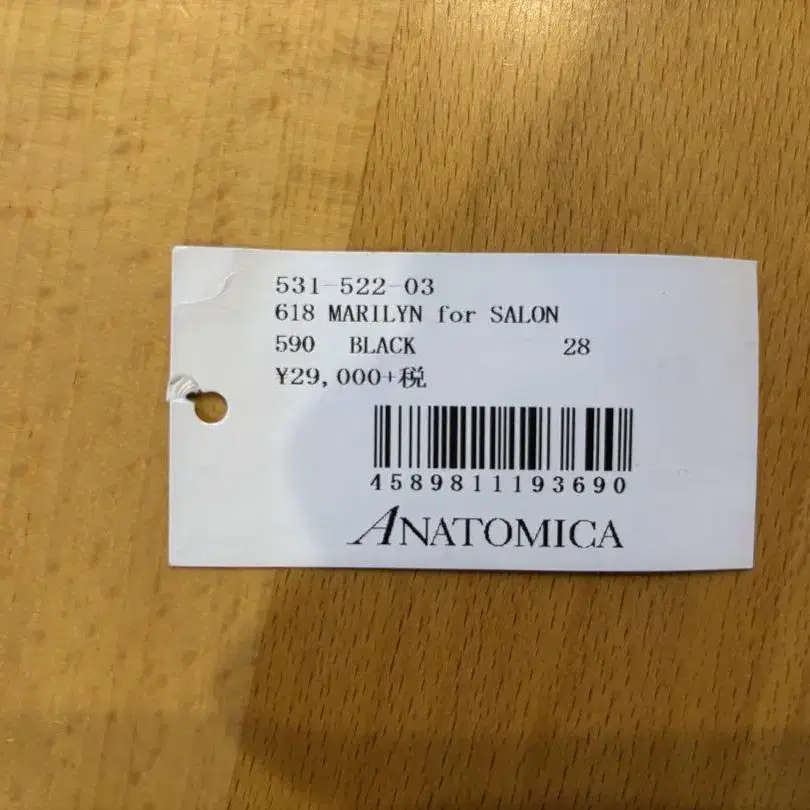 531-522-03
618 MARILYN for SALON
590 BLACK 28
¥29,000+税
4589811193690
ANATOMICA